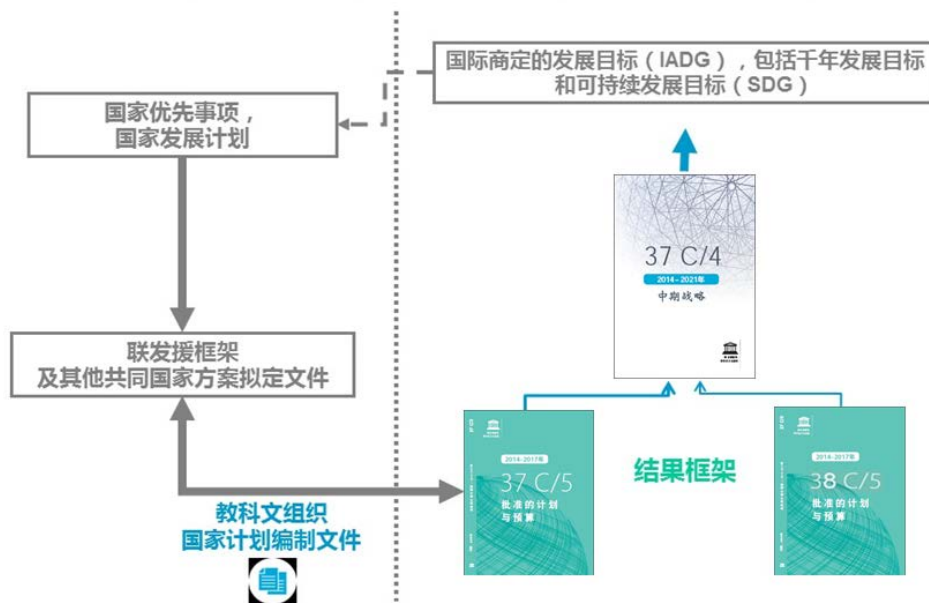 国际商定的发展目标（IADG），包括千年发展目标
和可持续发展目标（SDG）
国家优先事项，
国家发展计划
37 C/4
2014-2021年
中期战略
联发援框架
及其他共同国家方案拟定文件
2014-2017年
37 C/5
批准的计划
与预算
结果框架
2014-2017年
38 C/5
批准的计划
与预算
教科文组织
国家计划编制文件